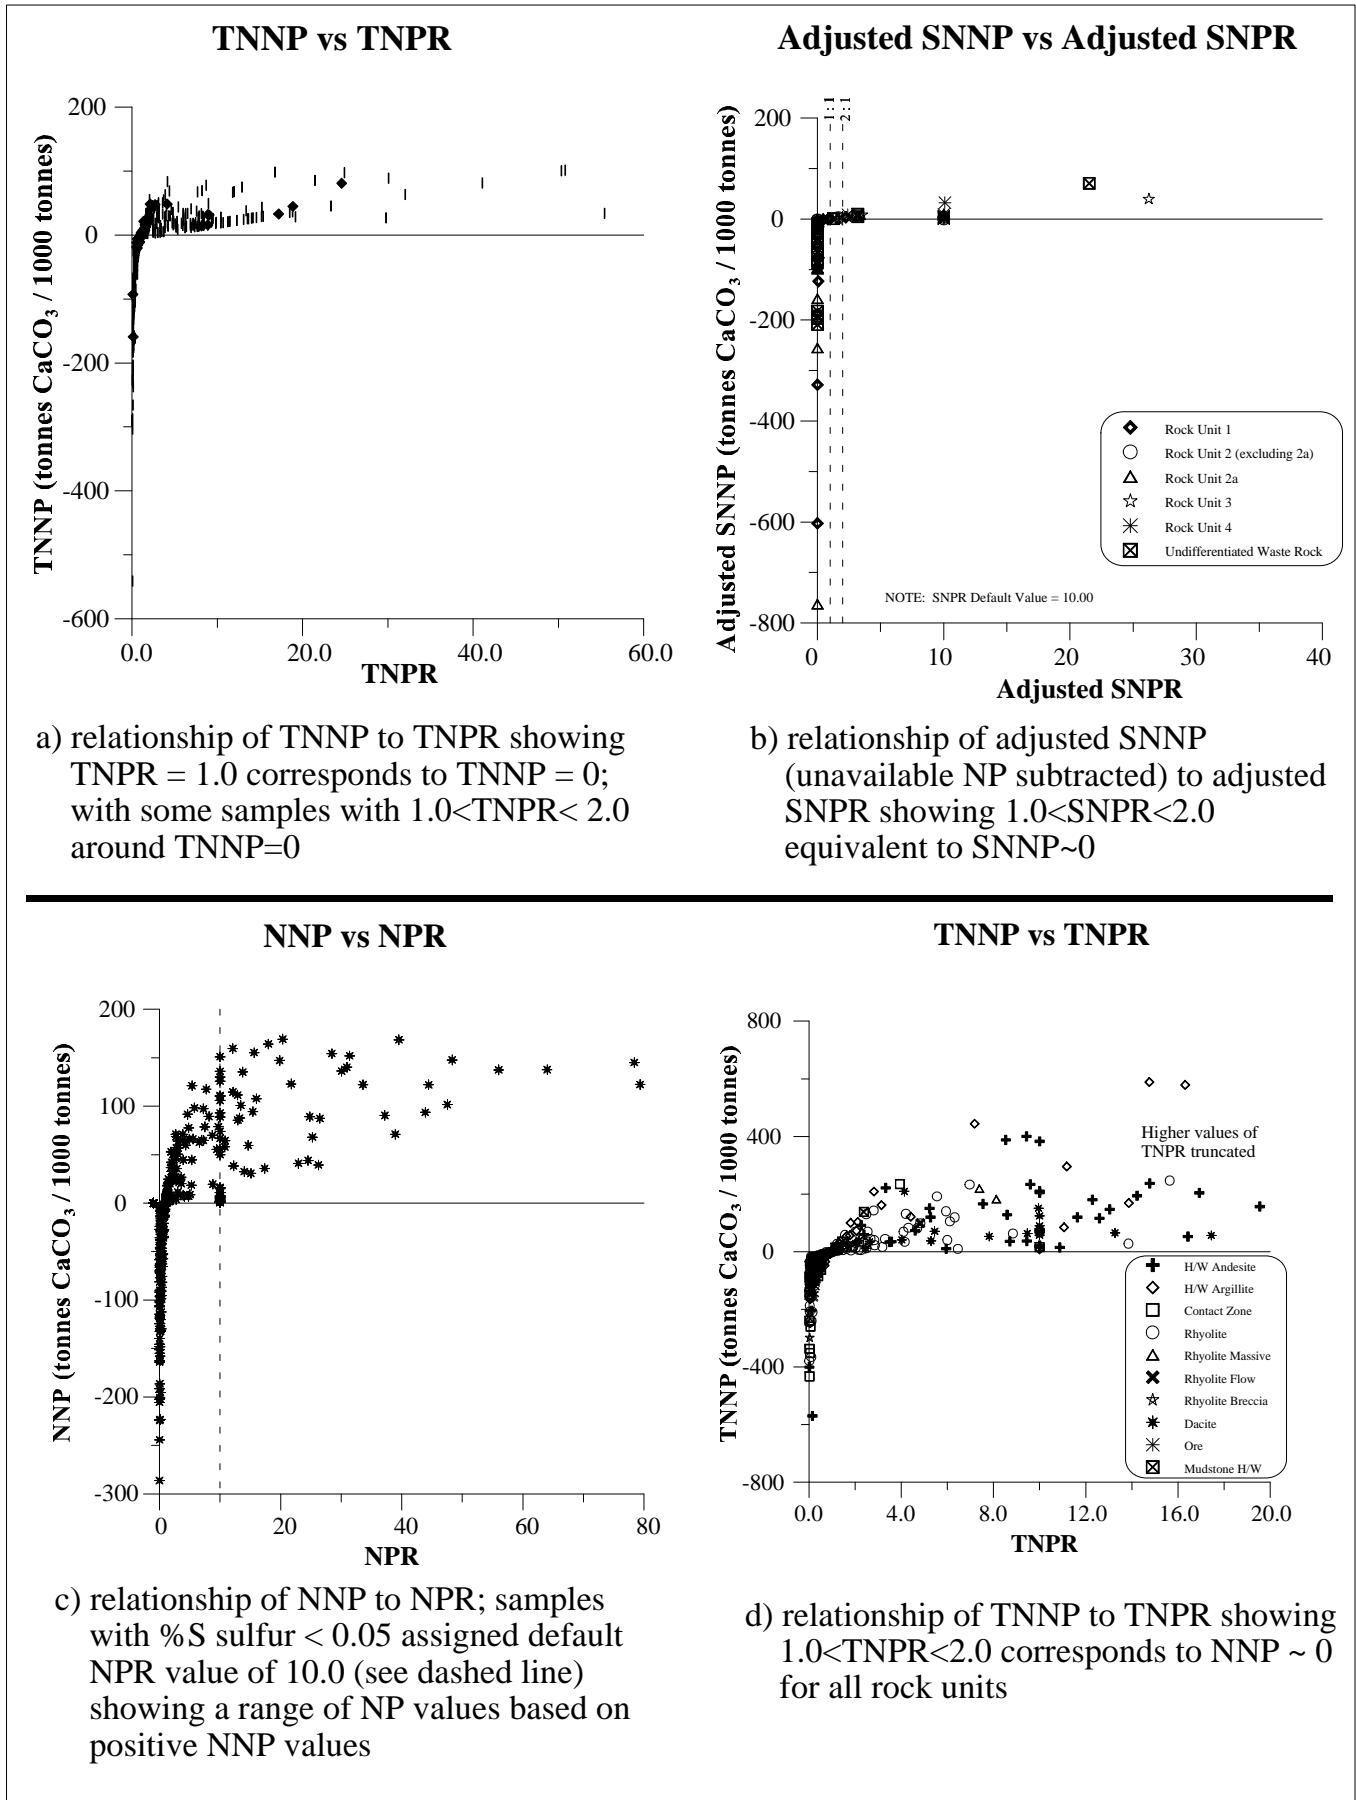 TNNP vs TNPR
200
0
-200
-400
-600
TNNP (tonnes CaCO₃ / 1000 tonnes)
0.0 20.0 40.0 60.0
TNPR
a) relationship of TNNP to TNPR showing
TNPR = 1.0 corresponds to TNNP = 0;
with some samples with 1.0<TNPR< 2.0
around TNNP=0
Adjusted SNNP vs Adjusted SNPR
1:1
2:1
200
0
-200
-400
-600
-800
Adjusted SNNP (tonnes CaCO₃ / 1000 tonnes)
Rock Unit 1
Rock Unit 2 (excluding 2a)
Rock Unit 2a
Rock Unit 3
Rock Unit 4
Undifferentiated Waste Rock
NOTE: SNPR Default Value = 10.00
0 10 20 30 40
Adjusted SNPR
b) relationship of adjusted SNNP
(unavailable NP subtracted) to adjusted
SNPR showing 1.0<SNPR<2.0
equivalent to SNNP~0
NNP vs NPR
200
100
0
-100
-200
-300
NNP (tonnes CaCO₃ / 1000 tonnes)
0 20 40 60 80
NPR
c) relationship of NNP to NPR; samples
with %S sulfur < 0.05 assigned default
NPR value of 10.0 (see dashed line)
showing a range of NP values based on
positive NNP values
TNNP vs TNPR
800
400
0
-400
-800
TNNP (tonnes CaCO₃ / 1000 tonnes)
Higher values of
TNPR truncated
H/W Andesite
H/W Argillite
Contact Zone
Rhyolite
Rhyolite Massive
Rhyolite Flow
Rhyolite Breccia
Dacite
Ore
Mudstone H/W
0.0 4.0 8.0 12.0 16.0 20.0
TNPR
d) relationship of TNNP to TNPR showing
1.0<TNPR<2.0 corresponds to NNP ~ 0
for all rock units